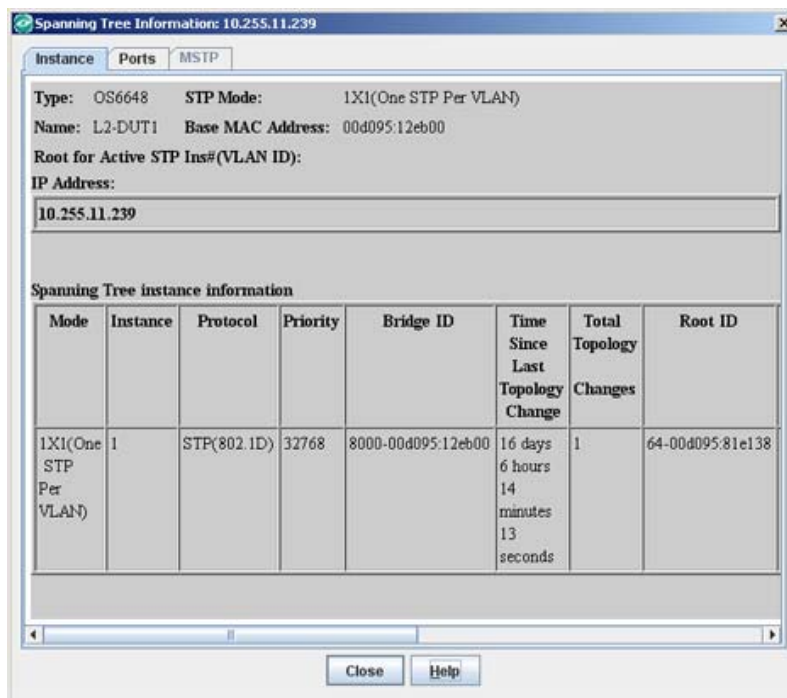 Spanning Tree Information: 10.255.11.239
Instance Ports MSTP
Type: OS6648 STP Mode: 1X1(One STP Per VLAN)
Name: L2-DUT1 Base MAC Address: 00d095:12eb00
Root for Active STP Ins#(VLAN ID):
IP Address:
10.255.11.239
Spanning Tree instance information
Mode Instance Protocol Priority Bridge ID Time Total Root ID
Since Topology
Last
Topology Changes
Change
1X1(One 1 STP(802.1D) 32768 8000-00d095:12eb00 16 days 1 64-00d095:81e138
STP 6 hours
Per 14
VLAN) minutes
13
seconds
Close Help